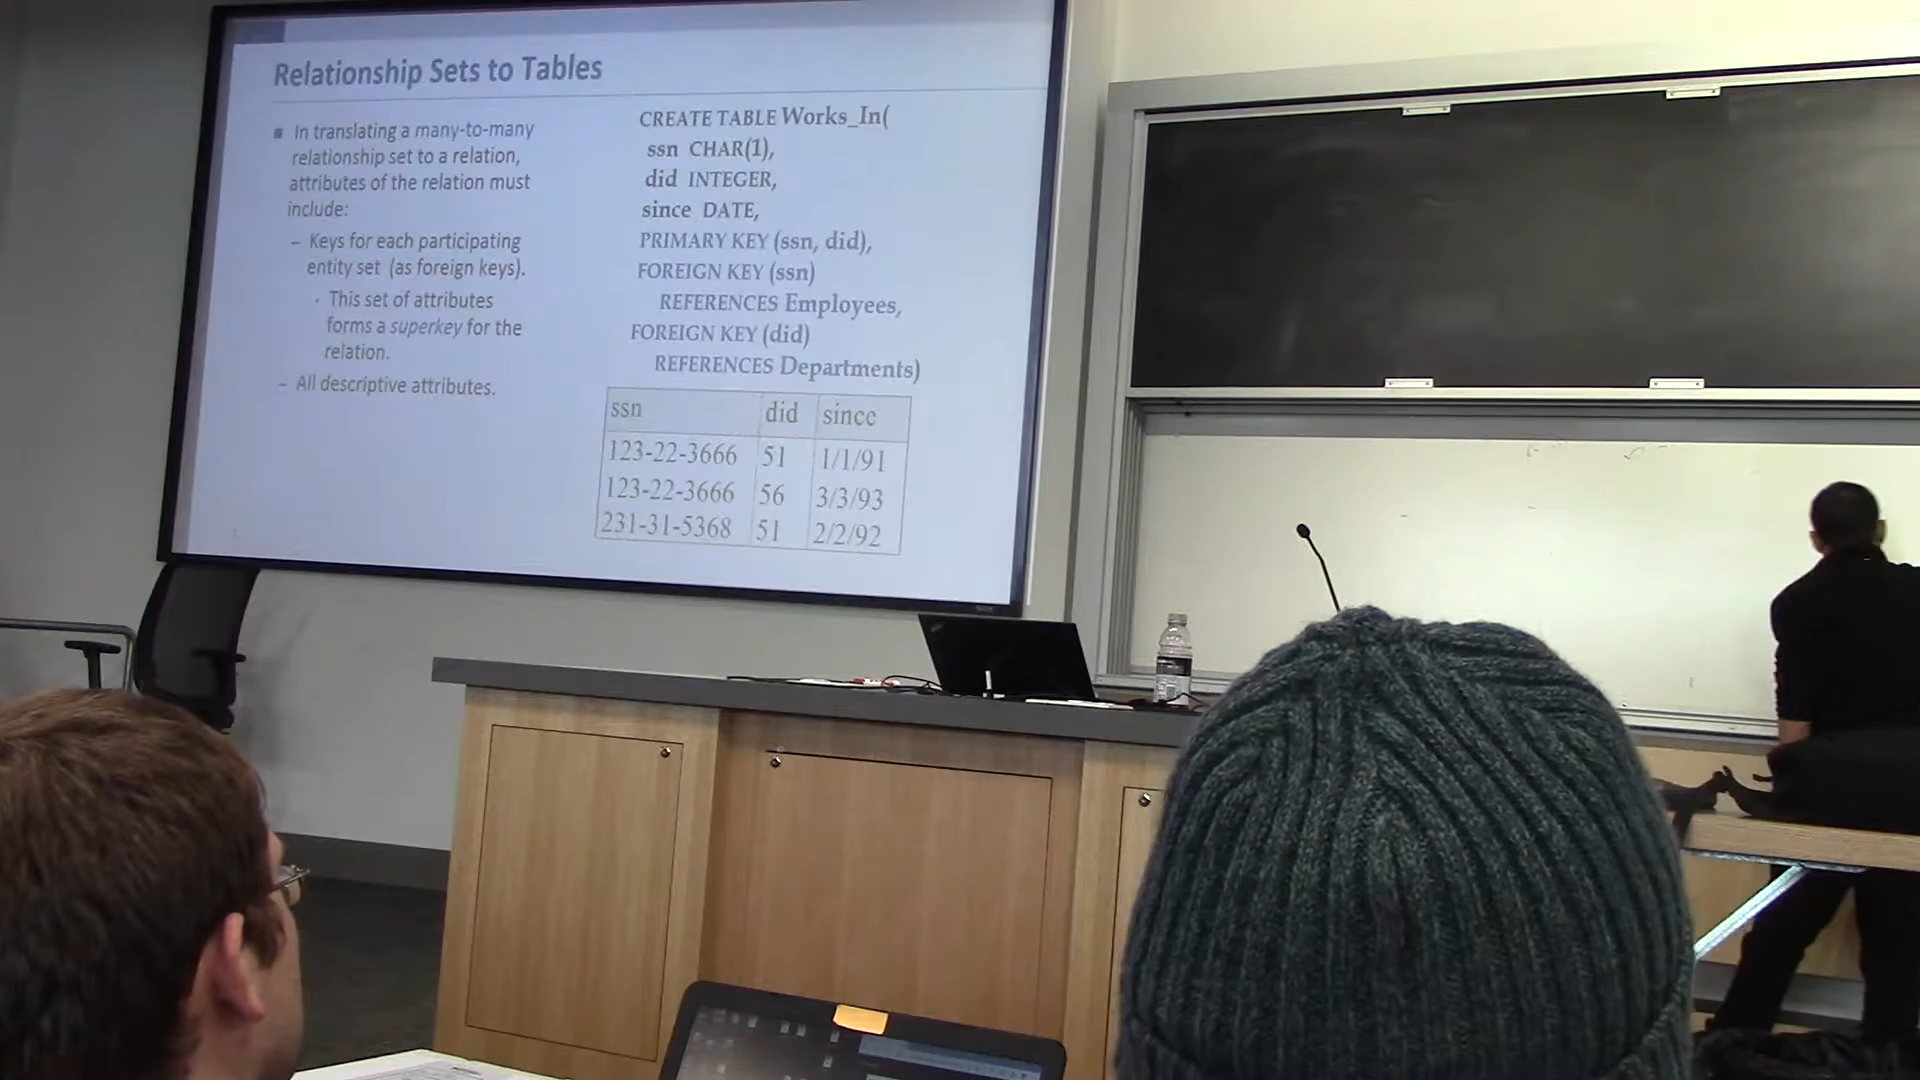 Relationship Sets to Tables
▪ In translating a many-to-many
relationship set to a relation,
attributes of the relation must
include:
– Keys for each participating
entity set (as foreign keys).
· This set of attributes
forms a superkey for the
relation.
– All descriptive attributes.
CREATE TABLE Works_In(
ssn CHAR(1),
did INTEGER,
since DATE,
PRIMARY KEY (ssn, did),
FOREIGN KEY (ssn)
REFERENCES Employees,
FOREIGN KEY (did)
REFERENCES Departments)
ssn did since
123-22-3666 51 1/1/91
123-22-3666 56 3/3/93
231-31-5368 51 2/2/92